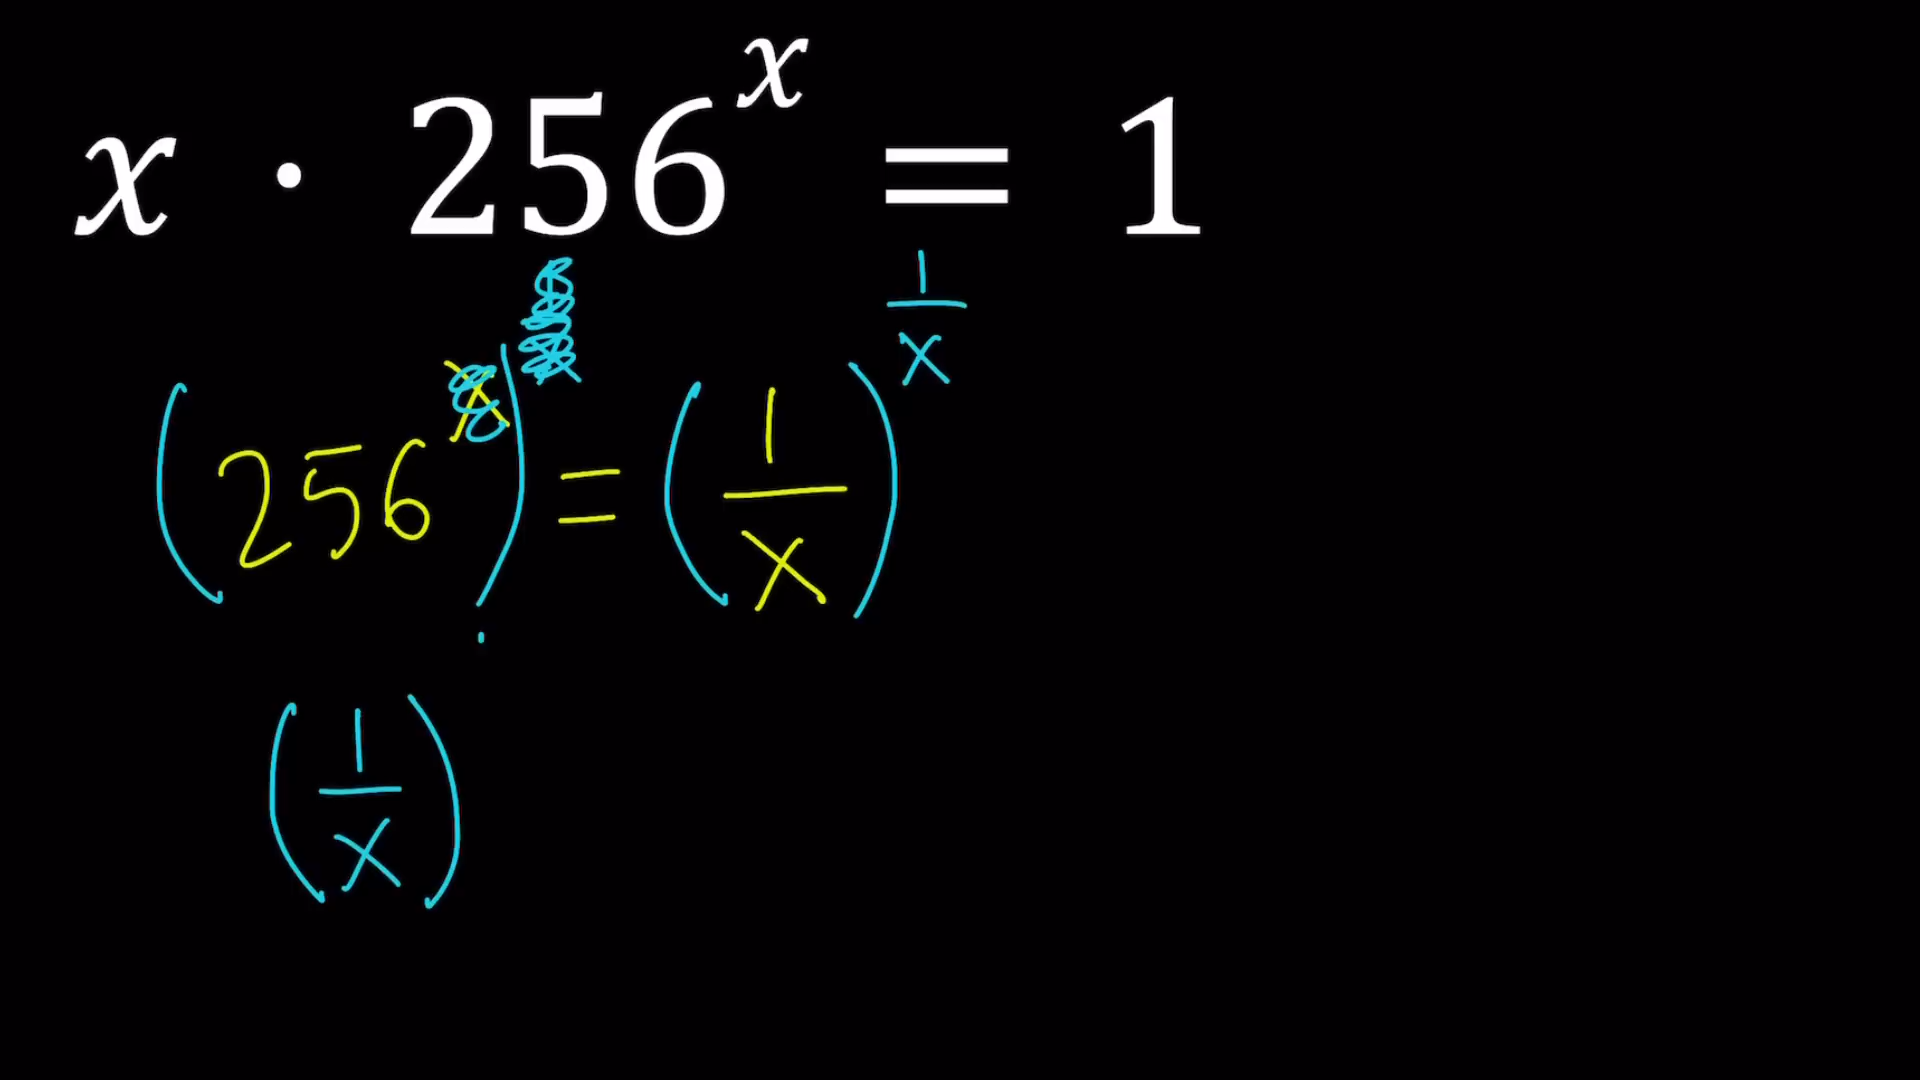 x · 256^x = 1
(256) = (1/x)^(1/x)
(1/x)